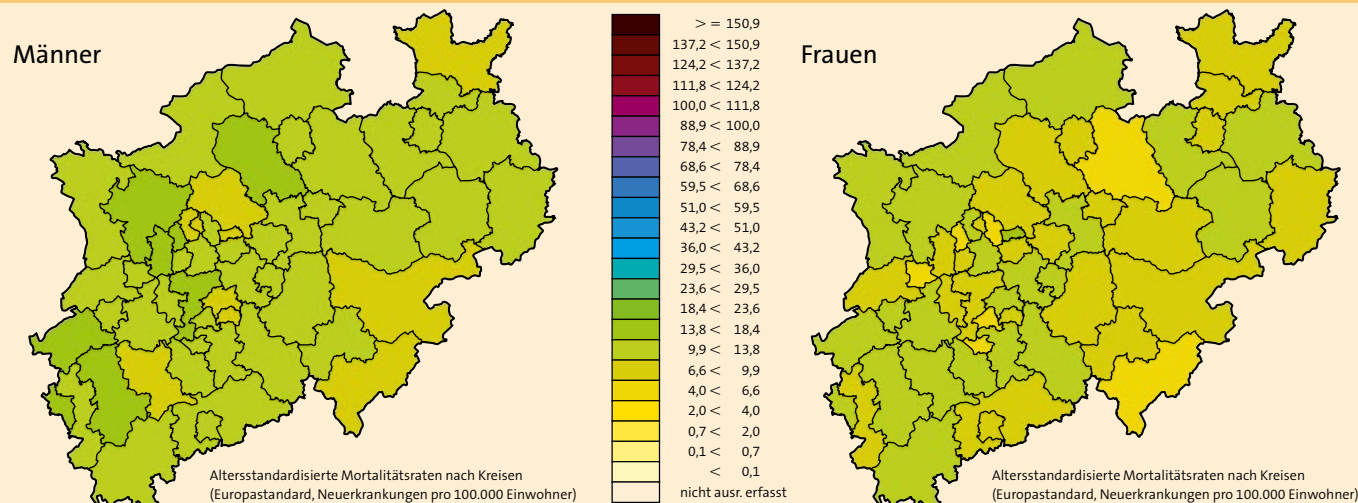 Männer
>= 150,9
137,2 < 150,9
124,2 < 137,2
111,8 < 124,2
100,0 < 111,8
88,9 < 100,0
78,4 < 88,9
68,6 < 78,4
59,5 < 68,6
51,0 < 59,5
43,2 < 51,0
36,0 < 43,2
29,5 < 36,0
23,6 < 29,5
18,4 < 23,6
13,8 < 18,4
9,9 < 13,8
6,6 < 9,9
4,0 < 6,6
2,0 < 4,0
0,7 < 2,0
0,1 < 0,7
< 0,1
nicht ausr. erfasst
Altersstandardisierte Mortalitätsraten nach Kreisen
(Europastandard, Neuerkrankungen pro 100.000 Einwohner)
Frauen
Altersstandardisierte Mortalitätsraten nach Kreisen
(Europastandard, Neuerkrankungen pro 100.000 Einwohner)